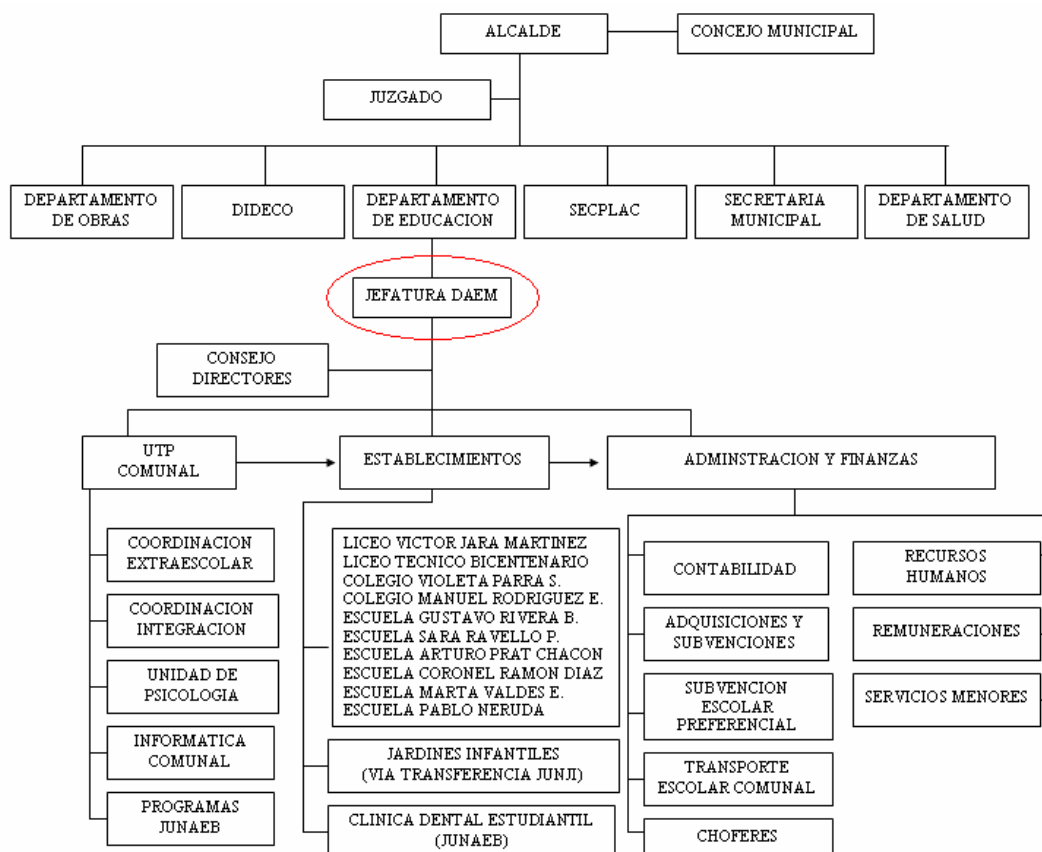 ALCALDE
CONCEJO MUNICIPAL
JUZGADO
DEPARTAMENTO
DE OBRAS
DIDECO
DEPARTAMENTO
DE EDUCACION
SECPLAC
SECRETARIA
MUNICIPAL
DEPARTAMENTO
DE SALUD
JEFATURA DAEM
CONSEJO
DIRECTORES
UTP
COMUNAL
ESTABLECIMIENTOS
ADMINSTRACION Y FINANZAS
COORDINACION
EXTRAESCOLAR
COORDINACION
INTEGRACION
UNIDAD DE
PSICOLOGIA
INFORMATICA
COMUNAL
PROGRAMAS
JUNAEB
LICEO VICTOR JARA MARTINEZ
LICEO TECNICO BICENTENARIO
COLEGIO VIOLETA PARRA S.
COLEGIO MANUEL RODRIGUEZ E.
ESCUELA GUSTAVO RIVERA B.
ESCUELA SARA RAVELLO P.
ESCUELA ARTURO PRAT CHACON
ESCUELA CORONEL RAMON DIAZ
ESCUELA MARTA VALDES E.
ESCUELA PABLO NERUDA
JARDINES INFANTILES
(VIA TRANSFERENCIA JUNJI)
CLINICA DENTAL ESTUDIANTIL
(JUNAEB)
CONTABILIDAD
ADQUISICIONES Y
SUBVENCIONES
SUBVENCION
ESCOLAR
PREFERENCIAL
TRANSPORTE
ESCOLAR COMUNAL
CHOFERES
RECURSOS
HUMANOS
REMUNERACIONES
SERVICIOS MENORES